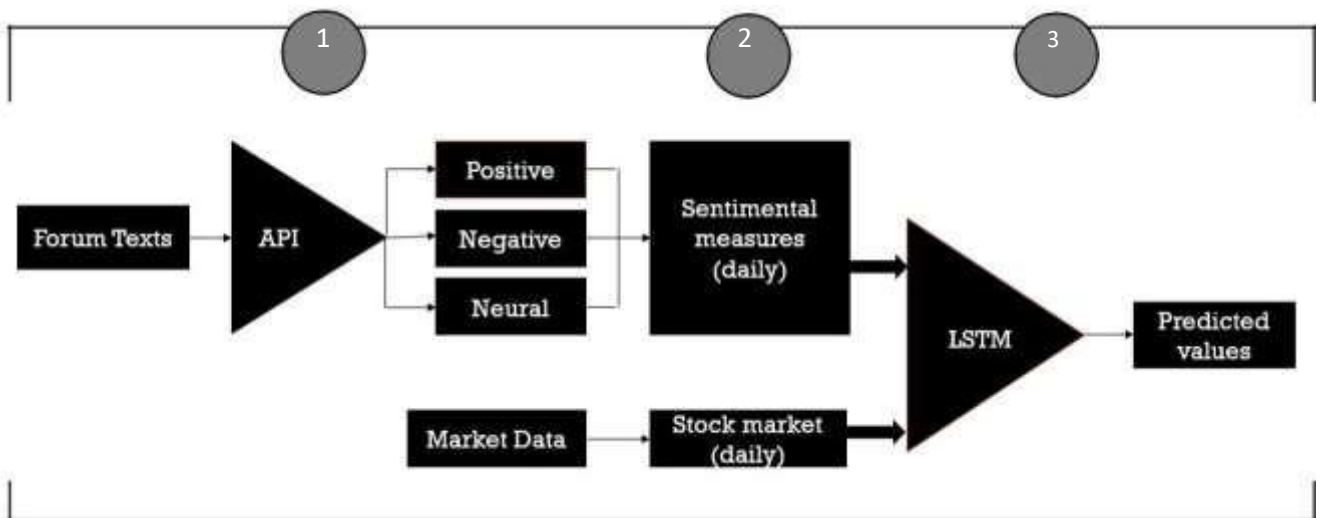 1
2
3
Forum Texts
API
Positive
Negative
Neural
Sentimental
measures
(daily)
LSTM
Predicted
values
Market Data
Stock market
(daily)